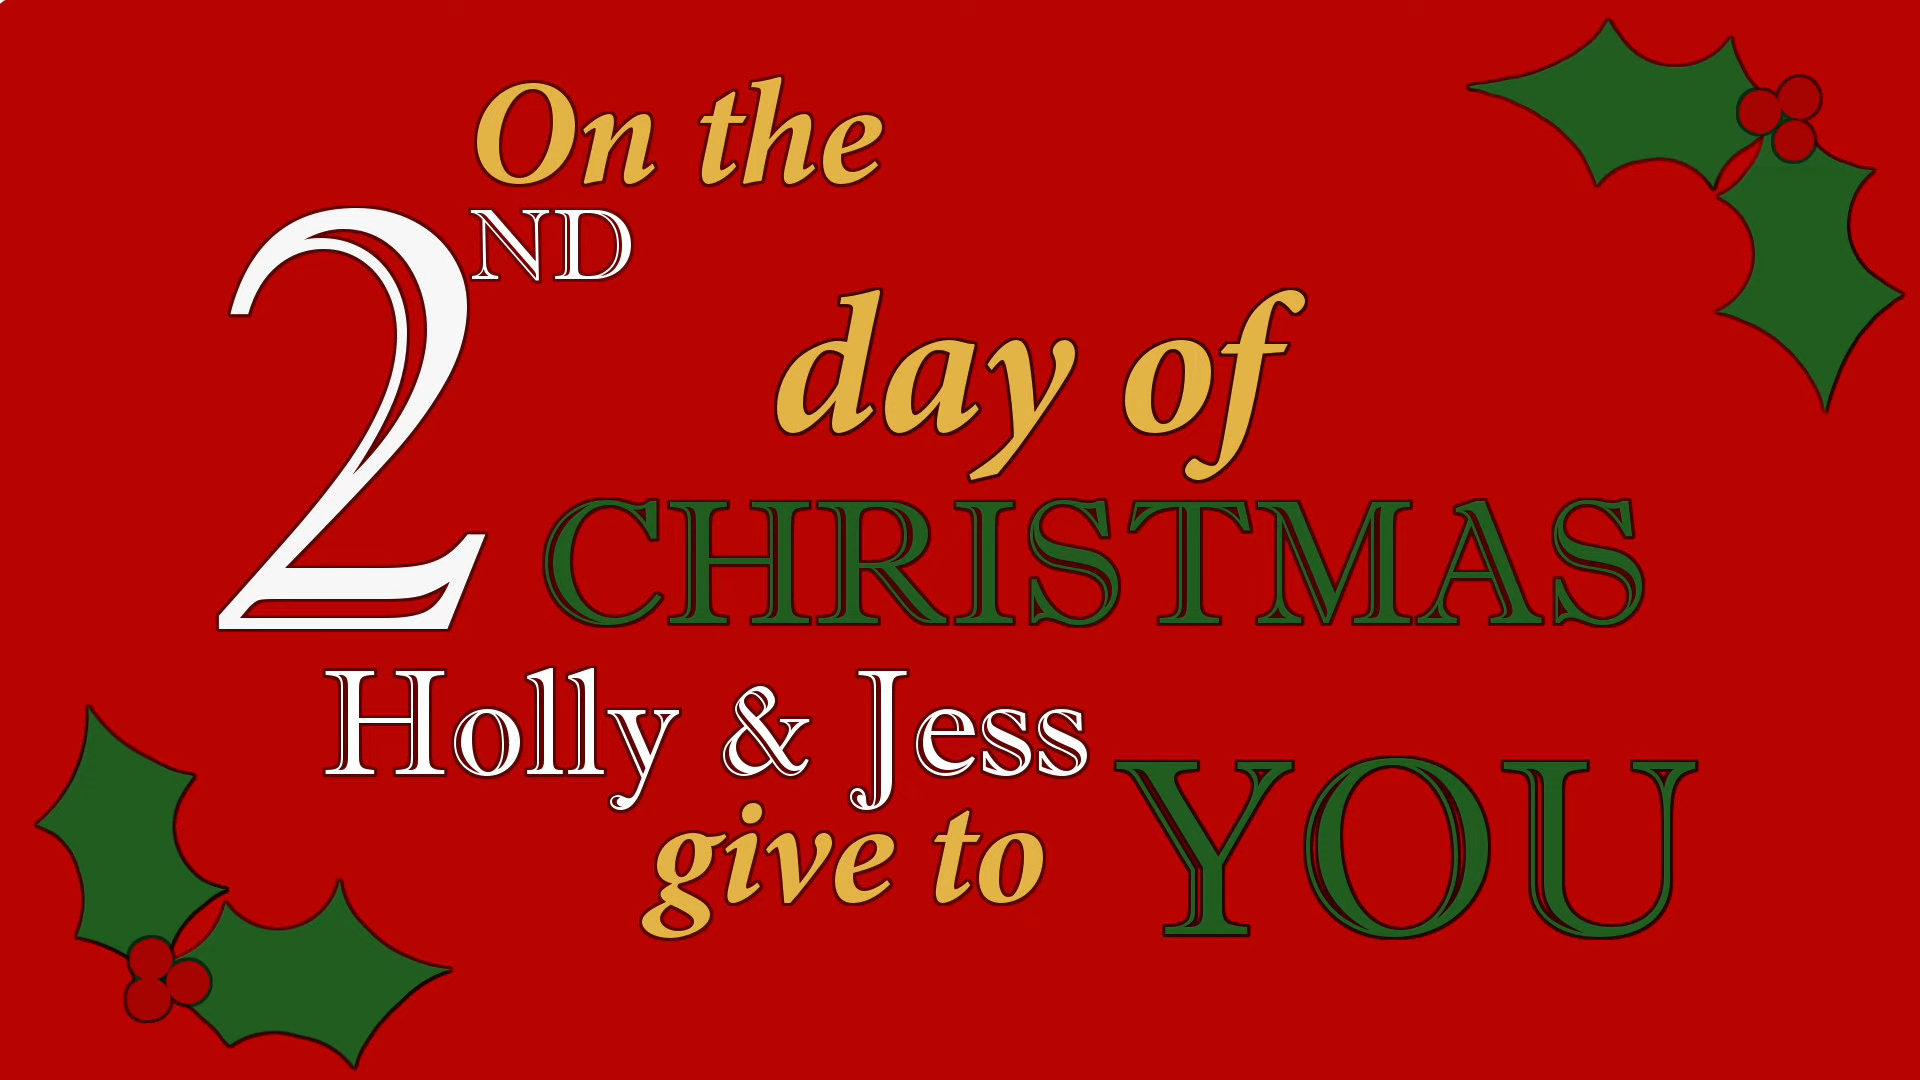 On the
2ND
day of
CHRISTMAS
Holly & Jess
give to YOU